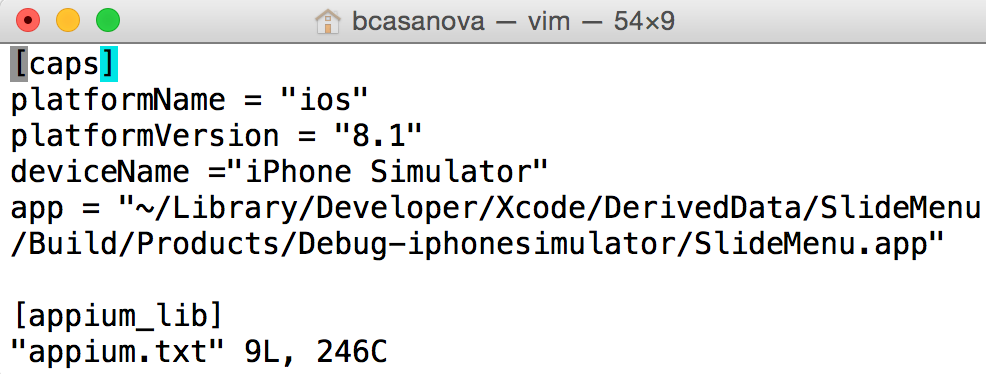 bcasanova — vim — 54×9
[caps]
platformName = "ios"
platformVersion = "8.1"
deviceName ="iPhone Simulator"
app = "~/Library/Developer/Xcode/DerivedData/SlideMenu
/Build/Products/Debug-iphonesimulator/SlideMenu.app"
[appium_lib]
"appium.txt" 9L, 246C